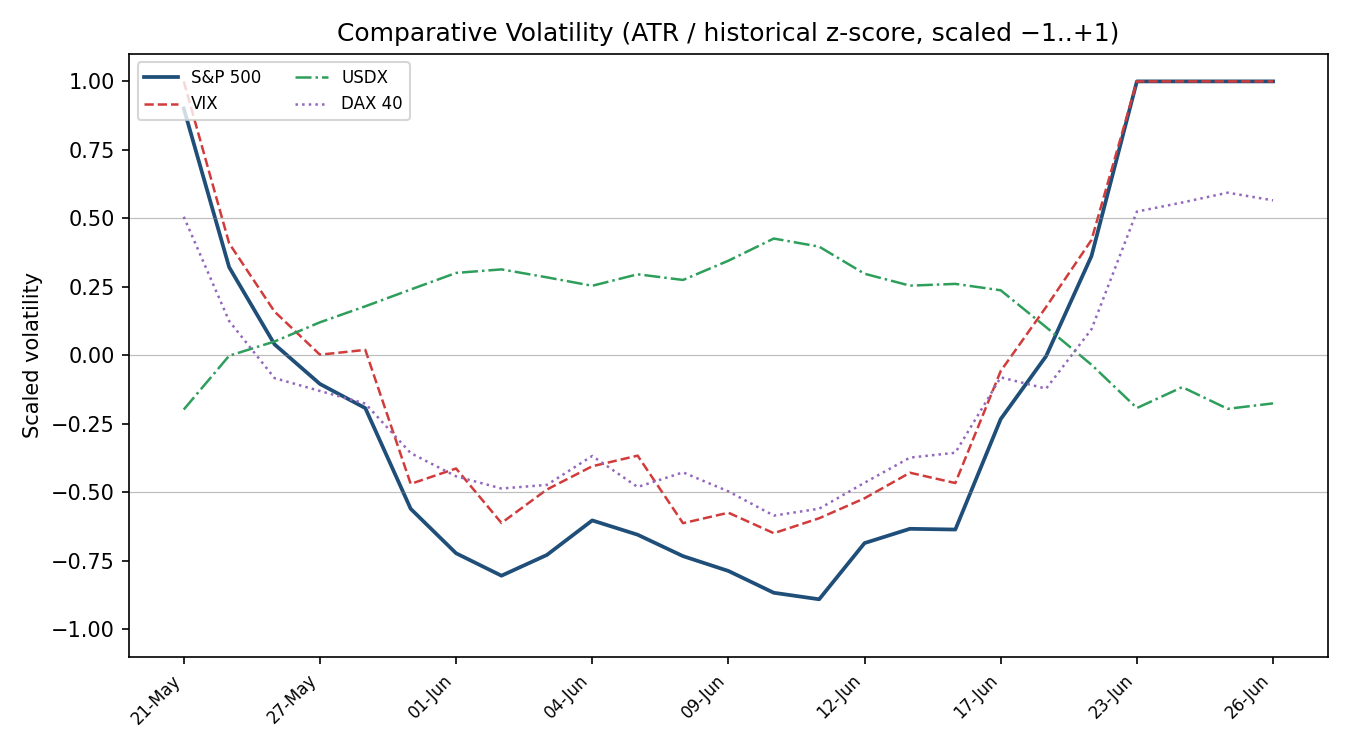 Comparative Volatility (ATR / historical z-score, scaled −1..+1)
S&P 500
VIX
USDX
DAX 40
Scaled volatility
1.00
0.75
0.50
0.25
0.00
−0.25
−0.50
−0.75
−1.00
21-May
27-May
01-Jun
04-Jun
09-Jun
12-Jun
17-Jun
23-Jun
26-Jun